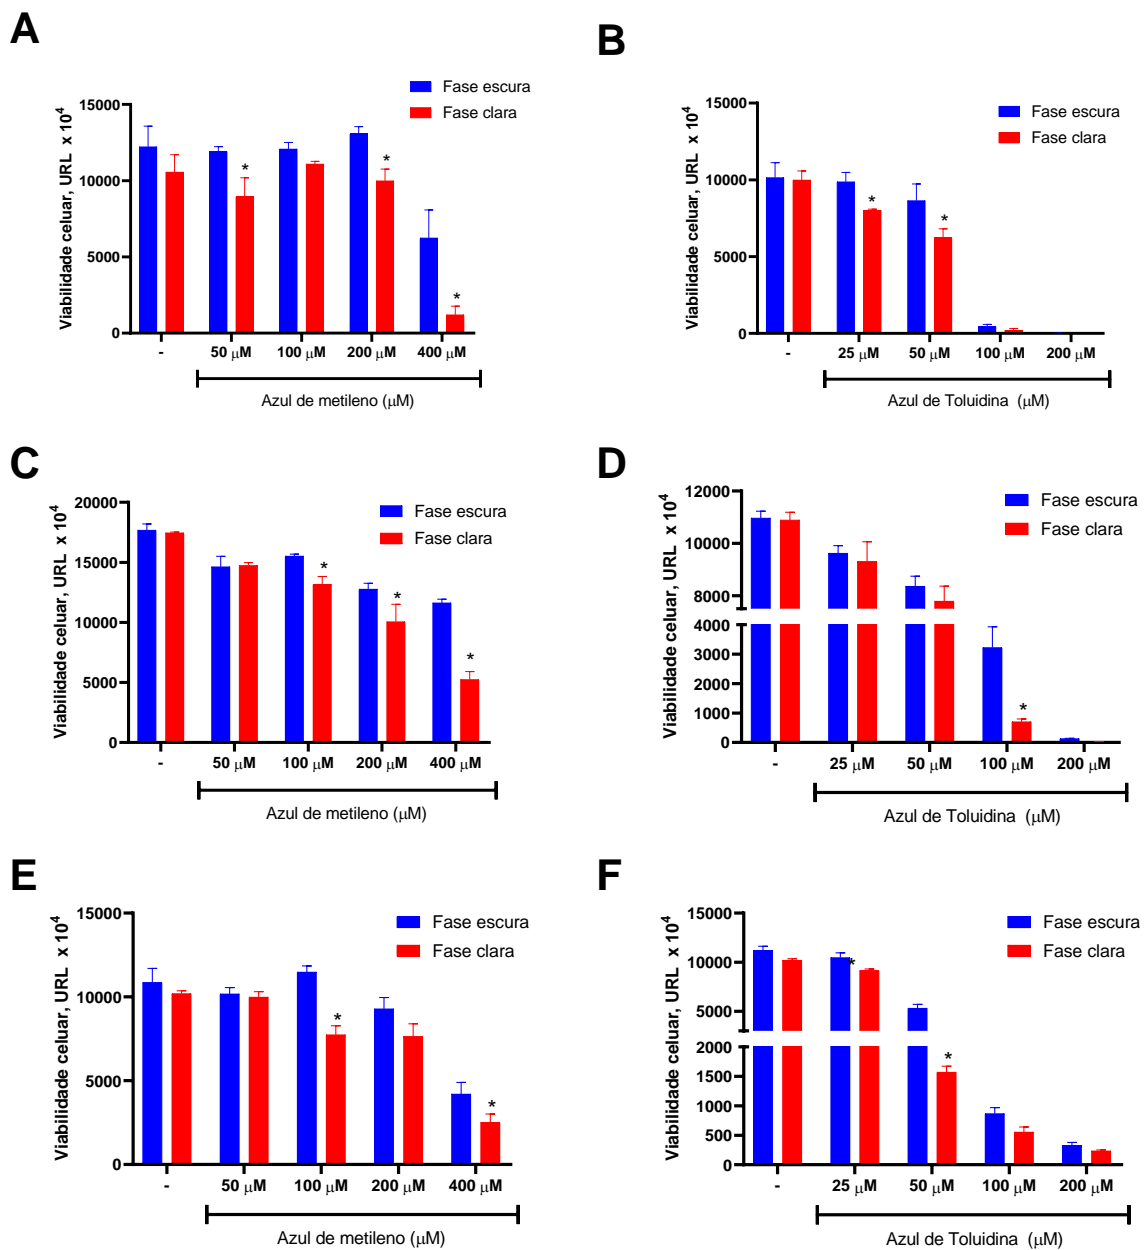 A
Fase escura
Fase clara
Viabilidade celuar, URL x 10⁴
15000
10000
5000
0
* * *
- 50 μM 100 μM 200 μM 400 μM
Azul de metileno (μM)
B
Fase escura
Fase clara
Viabilidade celuar, URL x 10⁴
15000
10000
5000
0
* *
- 25 μM 50 μM 100 μM 200 μM
Azul de Toluidina (μM)
C
Fase escura
Fase clara
Viabilidade celuar, URL x 10⁴
20000
15000
10000
5000
0
* * *
- 50 μM 100 μM 200 μM 400 μM
Azul de metileno (μM)
D
Fase escura
Fase clara
Viabilidade celuar, URL x 10⁴
12000
10000
8000
4000
3000
2000
1000
0
*
- 25 μM 50 μM 100 μM 200 μM
Azul de Toluidina (μM)
E
Fase escura
Fase clara
Viabilidade celuar, URL x 10⁴
15000
10000
5000
0
* *
- 50 μM 100 μM 200 μM 400 μM
Azul de metileno (μM)
F
Fase escura
Fase clara
Viabilidade celuar, URL x 10⁴
15000
10000
5000
2000
1500
1000
500
0
* *
- 25 μM 50 μM 100 μM 200 μM
Azul de Toluidina (μM)